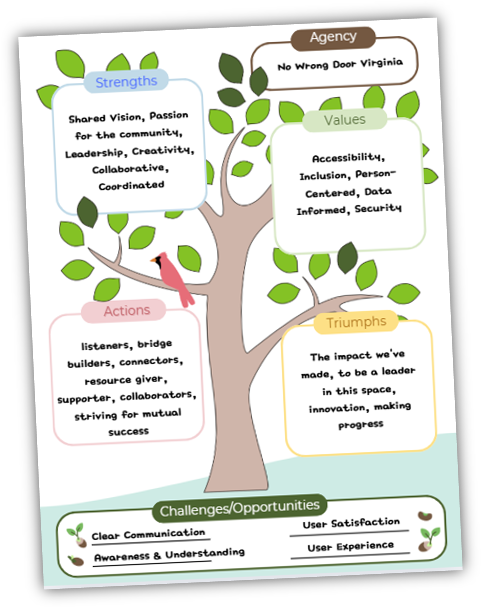 Agency
No Wrong Door Virginia
Strengths
Shared Vision, Passion
for the community,
Leadership, Creativity,
Collaborative,
Coordinated
Values
Accessibility,
Inclusion, Person-
Centered, Data
Informed, Security
Actions
listeners, bridge
builders, connectors,
resource giver,
supporter, collaborators,
striving for mutual
success
Triumphs
The impact we've
made, to be a leader
in this space,
innovation, making
progress
Challenges/Opportunities
Clear Communication
Awareness & Understanding
User Satisfaction
User Experience